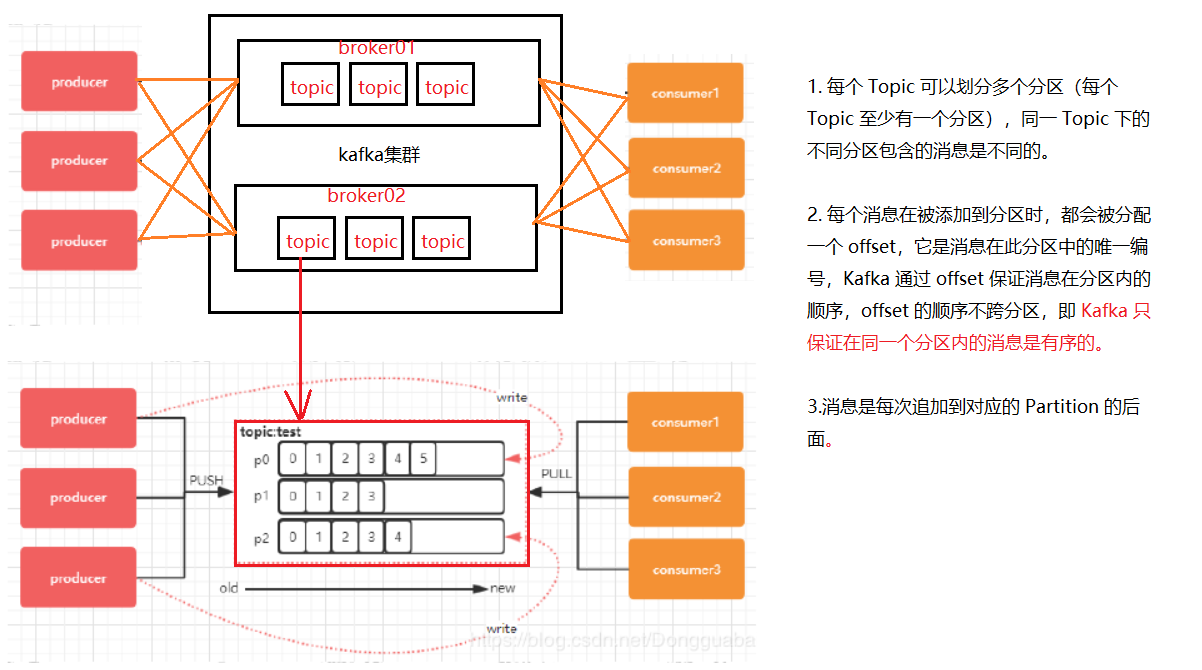 broker01
producer
topic topic topic
consumer1
producer
kafka集群
consumer2
broker02
producer
topic topic topic
consumer3
1. 每个 Topic 可以划分多个分区（每个
Topic 至少有一个分区），同一 Topic 下的
不同分区包含的消息是不同的。
2. 每个消息在被添加到分区时，都会被分配
一个 offset，它是消息在此分区中的唯一编
号，Kafka 通过 offset 保证消息在分区内的
顺序，offset 的顺序不跨分区，即 Kafka 只
保证在同一个分区内的消息是有序的。
3.消息是每次追加到对应的 Partition 的后
面。
write
producer
consumer1
topic:test
p0 0 1 2 3 4 5
PUSH
PULL
producer
p1 0 1 2 3
consumer2
p2 0 1 2 3 4
producer
consumer3
old
new
write
https://blog.csdn.net/Dongguabai